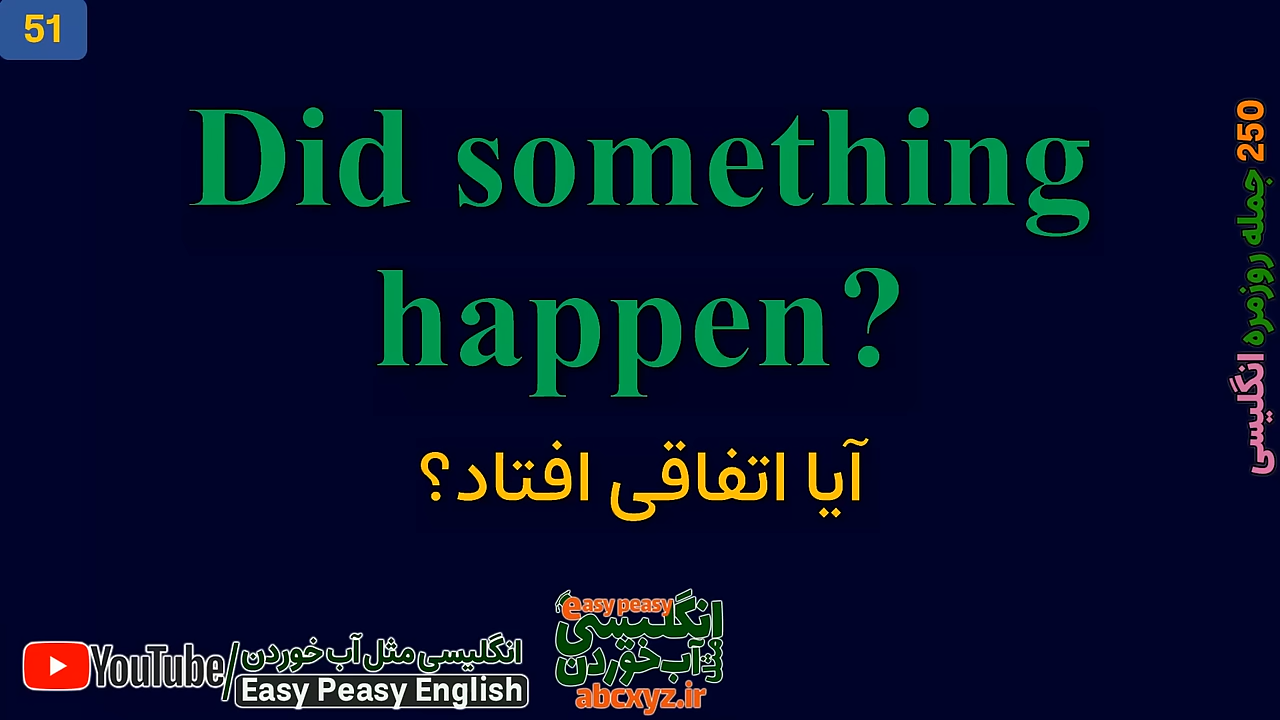 51
Did something
happen?
آیا اتفاقی افتاد؟
250 جمله روزمره انگلیسی
YouTube/
انگلیسی مثل آب خوردن
Easy Peasy English
easy peasy
انگلیسی
مثل آب خوردن
abcxyz.ir